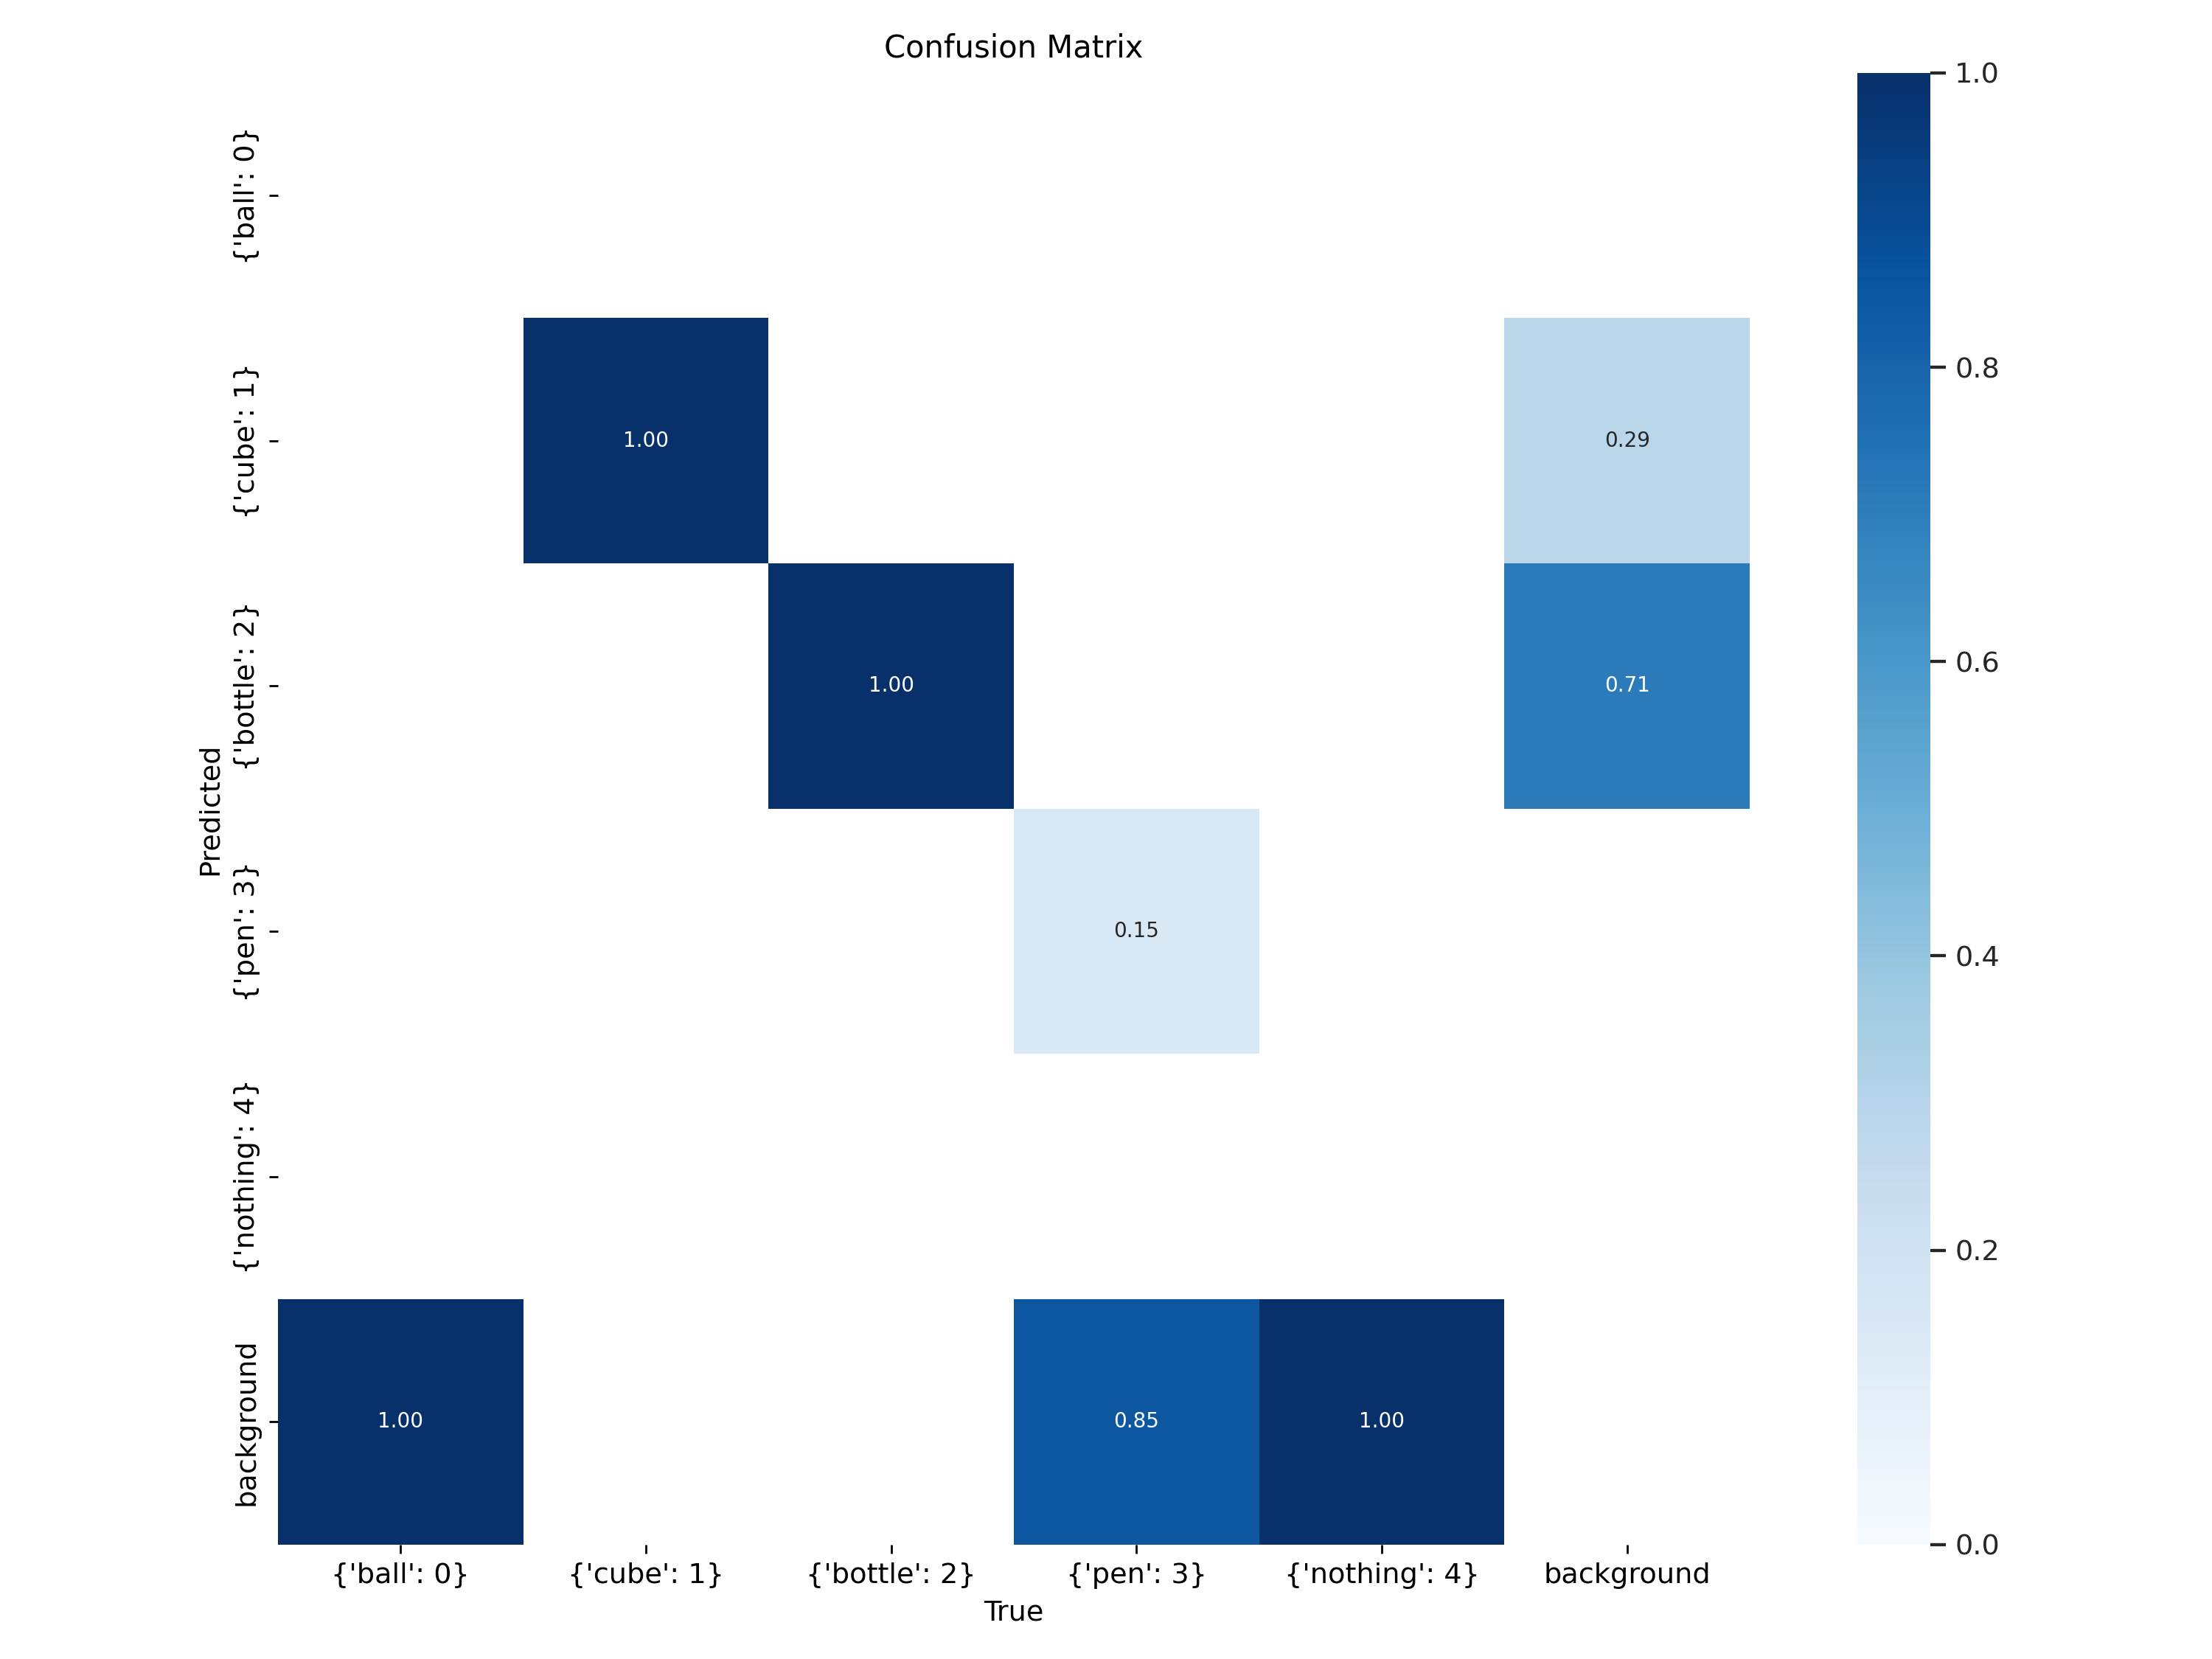 Confusion Matrix
1.0
{'ball': 0}
0.8
{'cube': 1}
1.00
0.29
0.6
{'bottle': 2}
1.00
0.71
Predicted
{'pen': 3}
0.15
0.4
{'nothing': 4}
0.2
background
1.00
0.85
1.00
0.0
{'ball': 0}
{'cube': 1}
{'bottle': 2}
{'pen': 3}
{'nothing': 4}
background
True